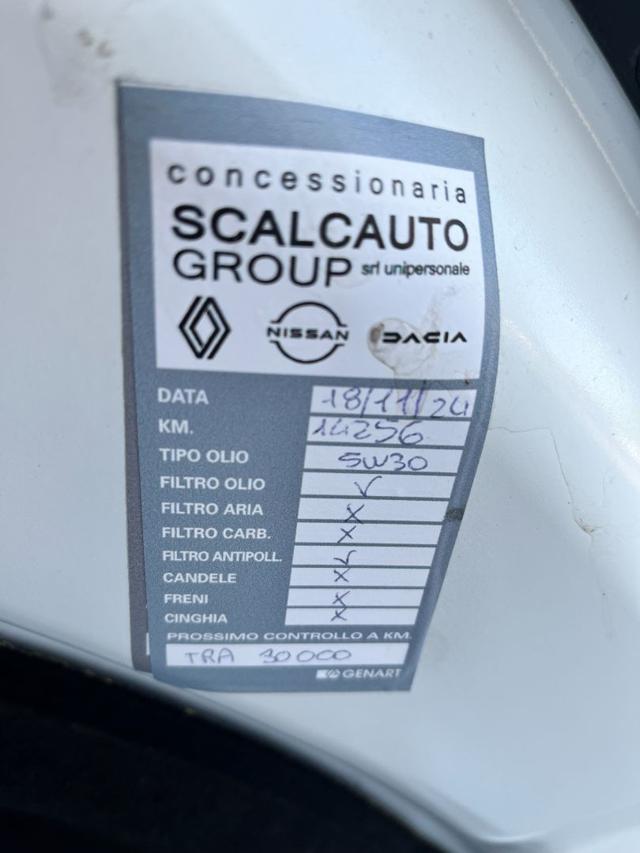 concessionaria
SCALCAUTO
GROUP srl unipersonale
NISSAN DACIA
DATA 18/11/24
KM. 14256
TIPO OLIO 5W30
FILTRO OLIO ✓
FILTRO ARIA X
FILTRO CARB. X
FILTRO ANTIPOLL. ✓
CANDELE X
FRENI X
CINGHIA X
PROSSIMO CONTROLLO A KM.
TRA 30000
GENART